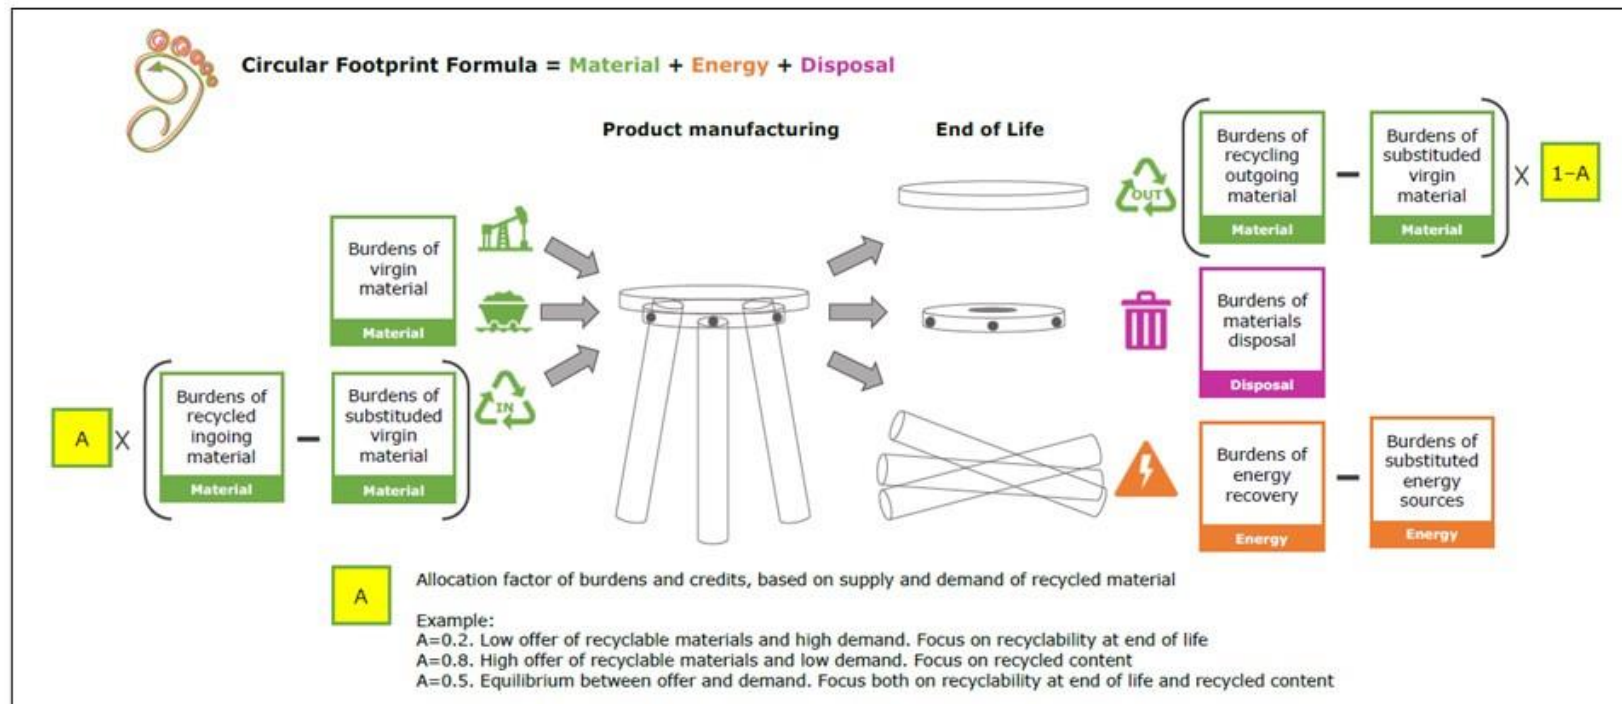 Circular Footprint Formula = Material + Energy + Disposal
Product manufacturing
End of Life
Burdens of
virgin
material
Material
A
X
Burdens of
recycled
ingoing
material
Material
–
Burdens of
substituded
virgin
material
Material
IN
OUT
Burdens of
recycling
outgoing
material
Material
–
Burdens of
substituded
virgin
material
Material
X
1–A
Burdens of
materials
disposal
Disposal
Burdens of
energy
recovery
Energy
–
Burdens of
substituted
energy
sources
Energy
A
Allocation factor of burdens and credits, based on supply and demand of recycled material
Example:
A=0.2. Low offer of recyclable materials and high demand. Focus on recyclability at end of life
A=0.8. High offer of recyclable materials and low demand. Focus on recycled content
A=0.5. Equilibrium between offer and demand. Focus both on recyclability at end of life and recycled content